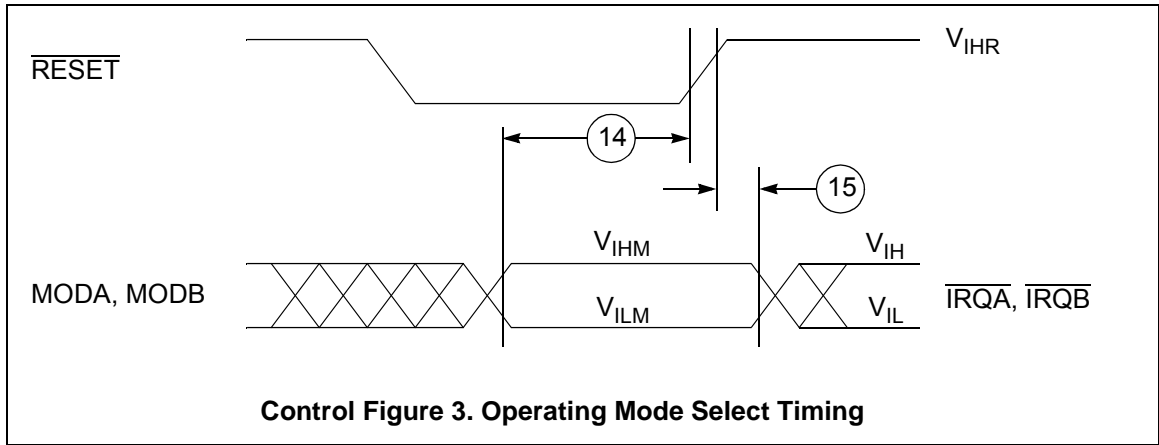 RESET
V_IHR
14
15
V_IHM
V_IH
MODA, MODB
IRQA, IRQB
V_ILM
V_IL
Control Figure 3. Operating Mode Select Timing